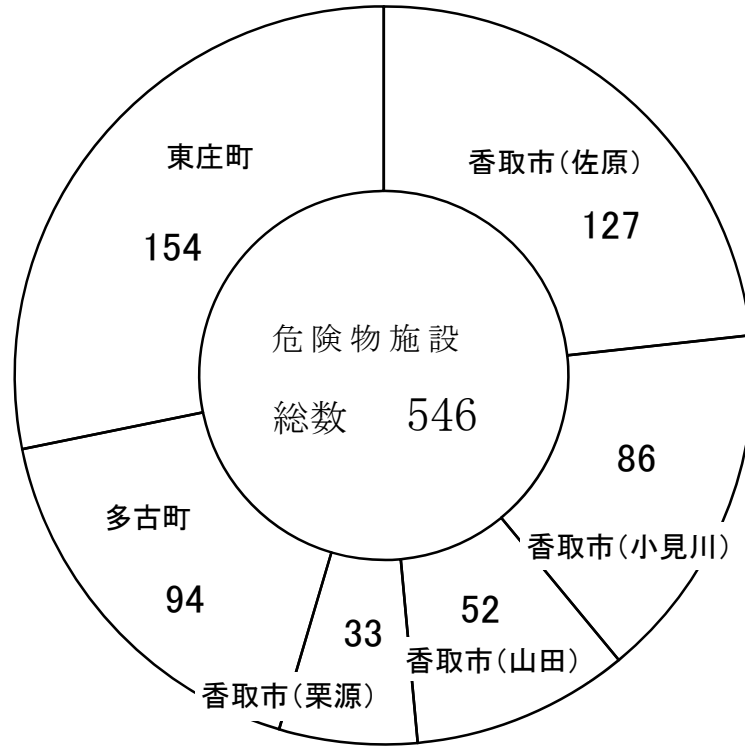 東庄町
154
香取市(佐原)
127
危険物施設
総数 546
86
香取市(小見川)
多古町
94
52
香取市(山田)
33
香取市(栗源)